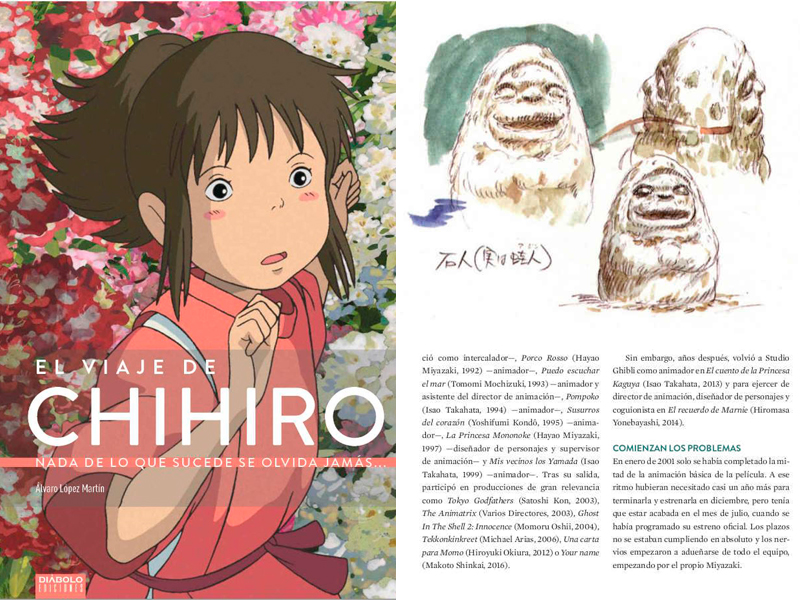 EL VIAJE DE
CHIHIRO
NADA DE LO QUE SUCEDE SE OLVIDA JAMÁS...
Álvaro López Martín
DIÁBOLO
EDICIONES
石人(実は
人)
ció como intercalador—, Porco Rosso (Hayao
Miyazaki, 1992) —animador—, Puedo escuchar
el mar (Tomomi Mochizuki, 1993) —animador y
asistente del director de animación—, Pompoko
(Isao Takahata, 1994) —animador—, Susurros
del corazón (Yoshifumi Kondô, 1995) —anima-
dor—, La Princesa Mononoke (Hayao Miyazaki,
1997) —diseñador de personajes y supervisor
de animación— y Mis vecinos los Yamada (Isao
Takahata, 1999) —animador—. Tras su salida,
participó en producciones de gran relevancia
como Tokyo Godfathers (Satoshi Kon, 2003),
The Animatrix (Varios Directores, 2003), Ghost
In The Shell 2: Innocence (Momoru Oshii, 2004),
Tekkonkinkreet (Michael Arias, 2006), Una carta
para Momo (Hiroyuki Okiura, 2012) o Your name
(Makoto Shinkai, 2016).
Sin embargo, años después, volvió a Studio
Ghibli como animador en El cuento de la Princesa
Kaguya (Isao Takahata, 2013) y para ejercer de
director de animación, diseñador de personajes y
coguionista en El recuerdo de Marnie (Hiromasa
Yonebayashi, 2014).
COMIENZAN LOS PROBLEMAS
En enero de 2001 solo se había completado la mi-
tad de la animación básica de la película. A ese
ritmo hubieran necesitado casi un año más para
terminarla y estrenarla en diciembre, pero tenía
que estar acabada en el mes de julio, cuando se
había programado su estreno oficial. Los plazos
no se estaban cumpliendo en absoluto y los ner-
vios empezaron a adueñarse de todo el equipo,
empezando por el propio Miyazaki.